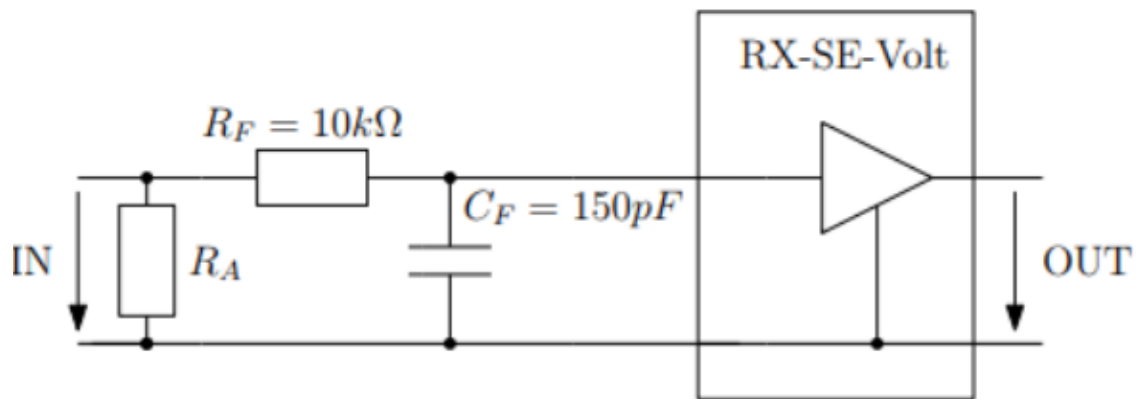 RX-SE-Volt
R_F = 10kΩ
C_F = 150pF
IN
R_A
OUT